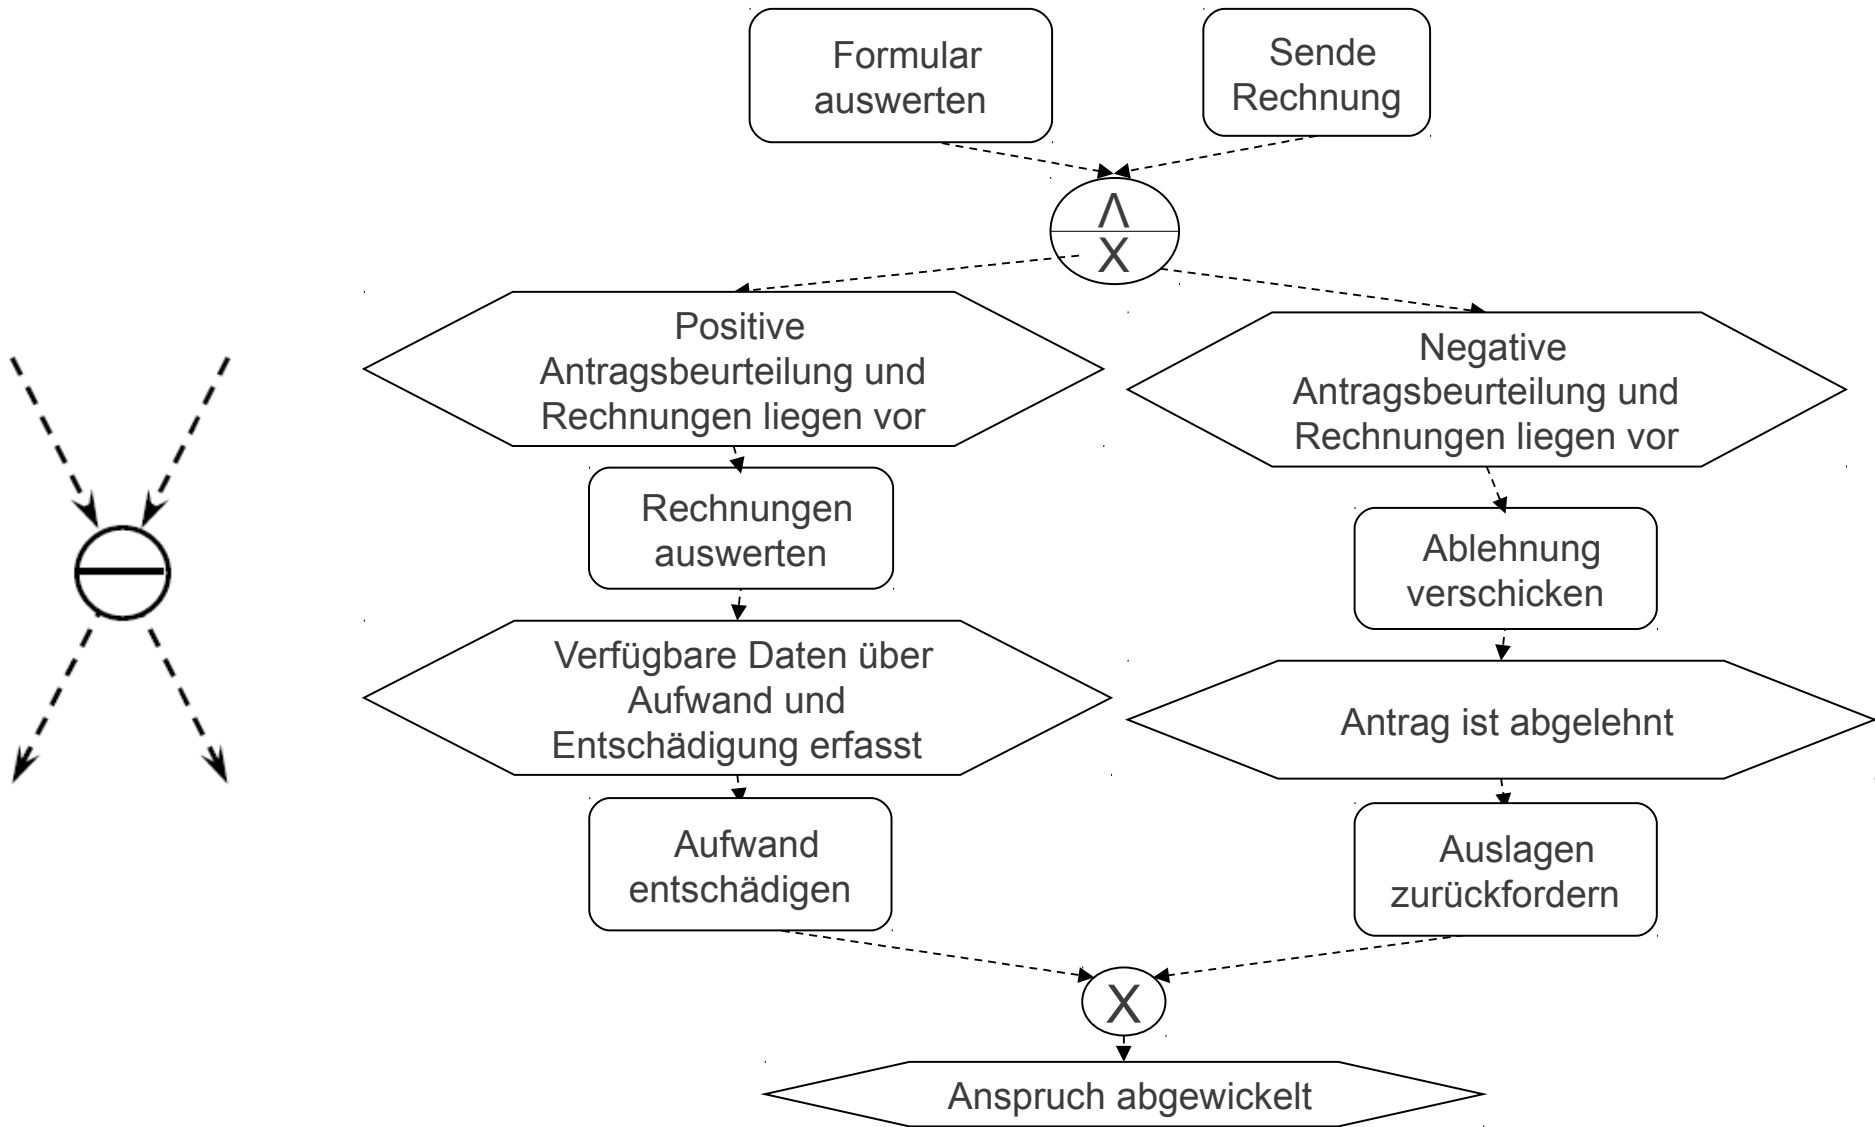 Formular
auswerten
Sende
Rechnung
Λ
X
Positive
Antragsbeurteilung und
Rechnungen liegen vor
Negative
Antragsbeurteilung und
Rechnungen liegen vor
Rechnungen
auswerten
Ablehnung
verschicken
Verfügbare Daten über
Aufwand und
Entschädigung erfasst
Antrag ist abgelehnt
Aufwand
entschädigen
Auslagen
zurückfordern
X
Anspruch abgewickelt